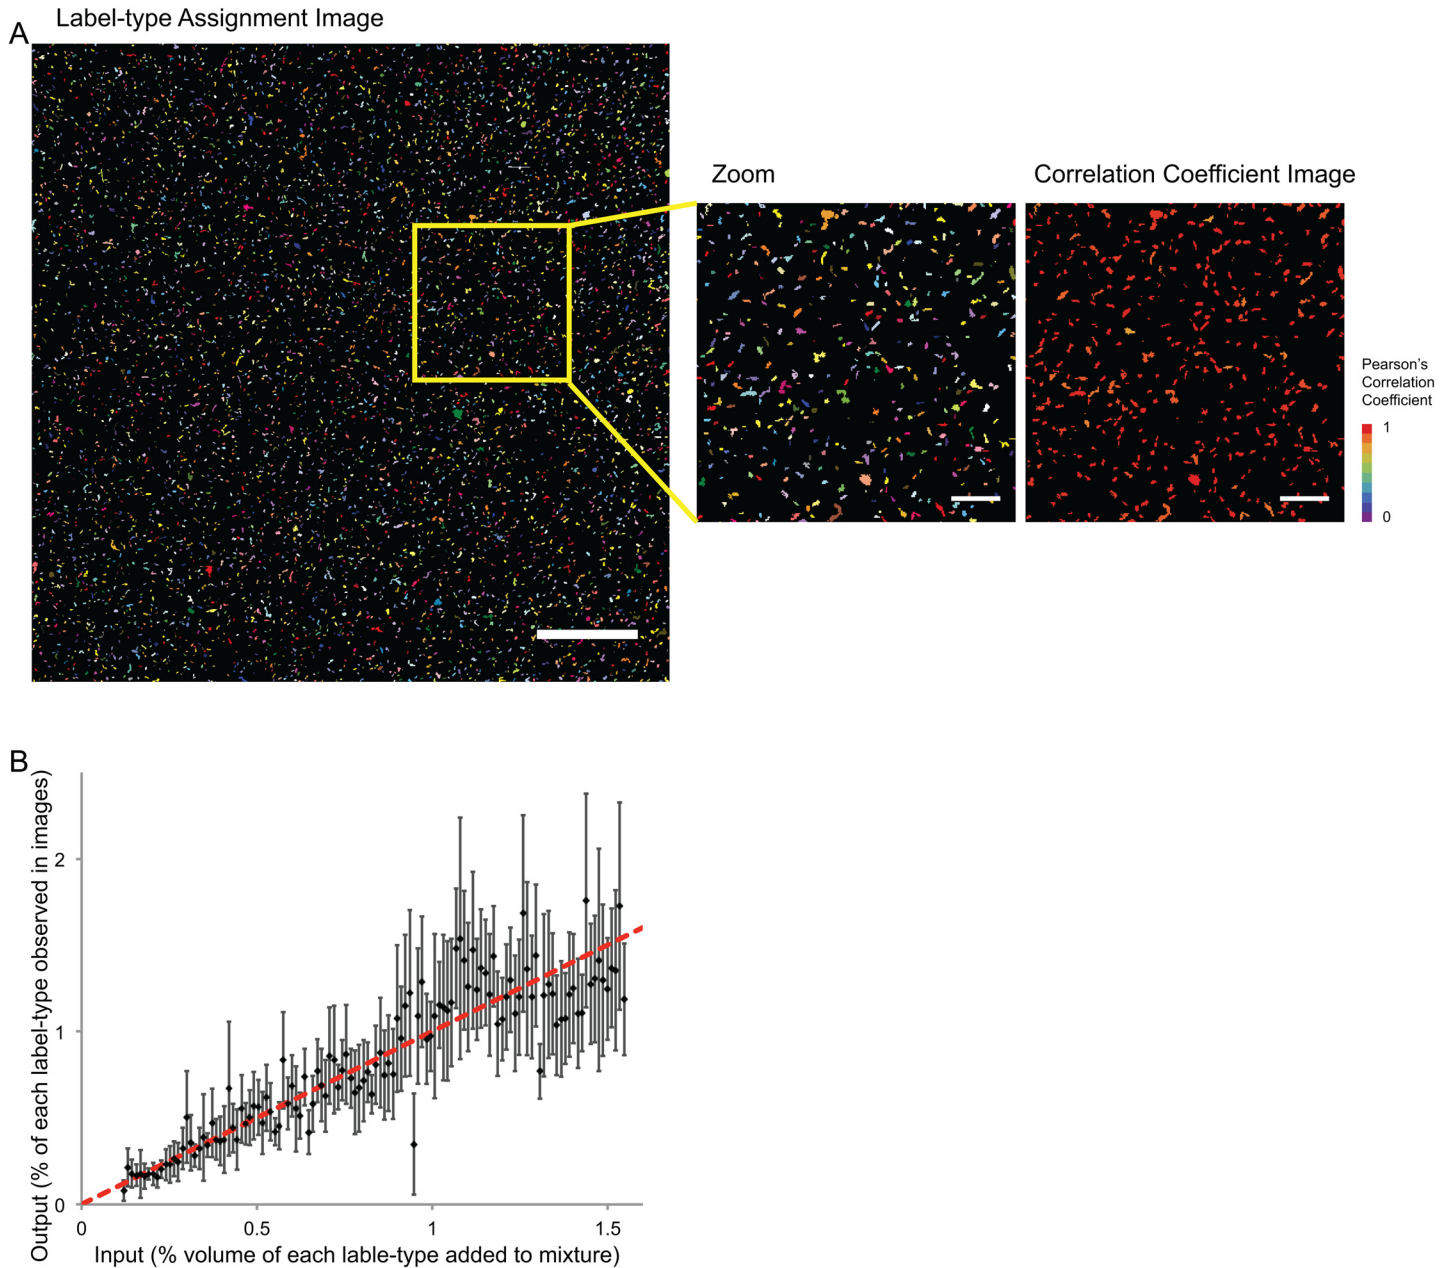 A
Label-type Assignment Image
Zoom
Correlation Coefficient Image
Pearson's
Correlation
Coefficient
1
0
B
Output (% of each label-type observed in images)
2
1
0
0
0.5
1
1.5
Input (% volume of each lable-type added to mixture)